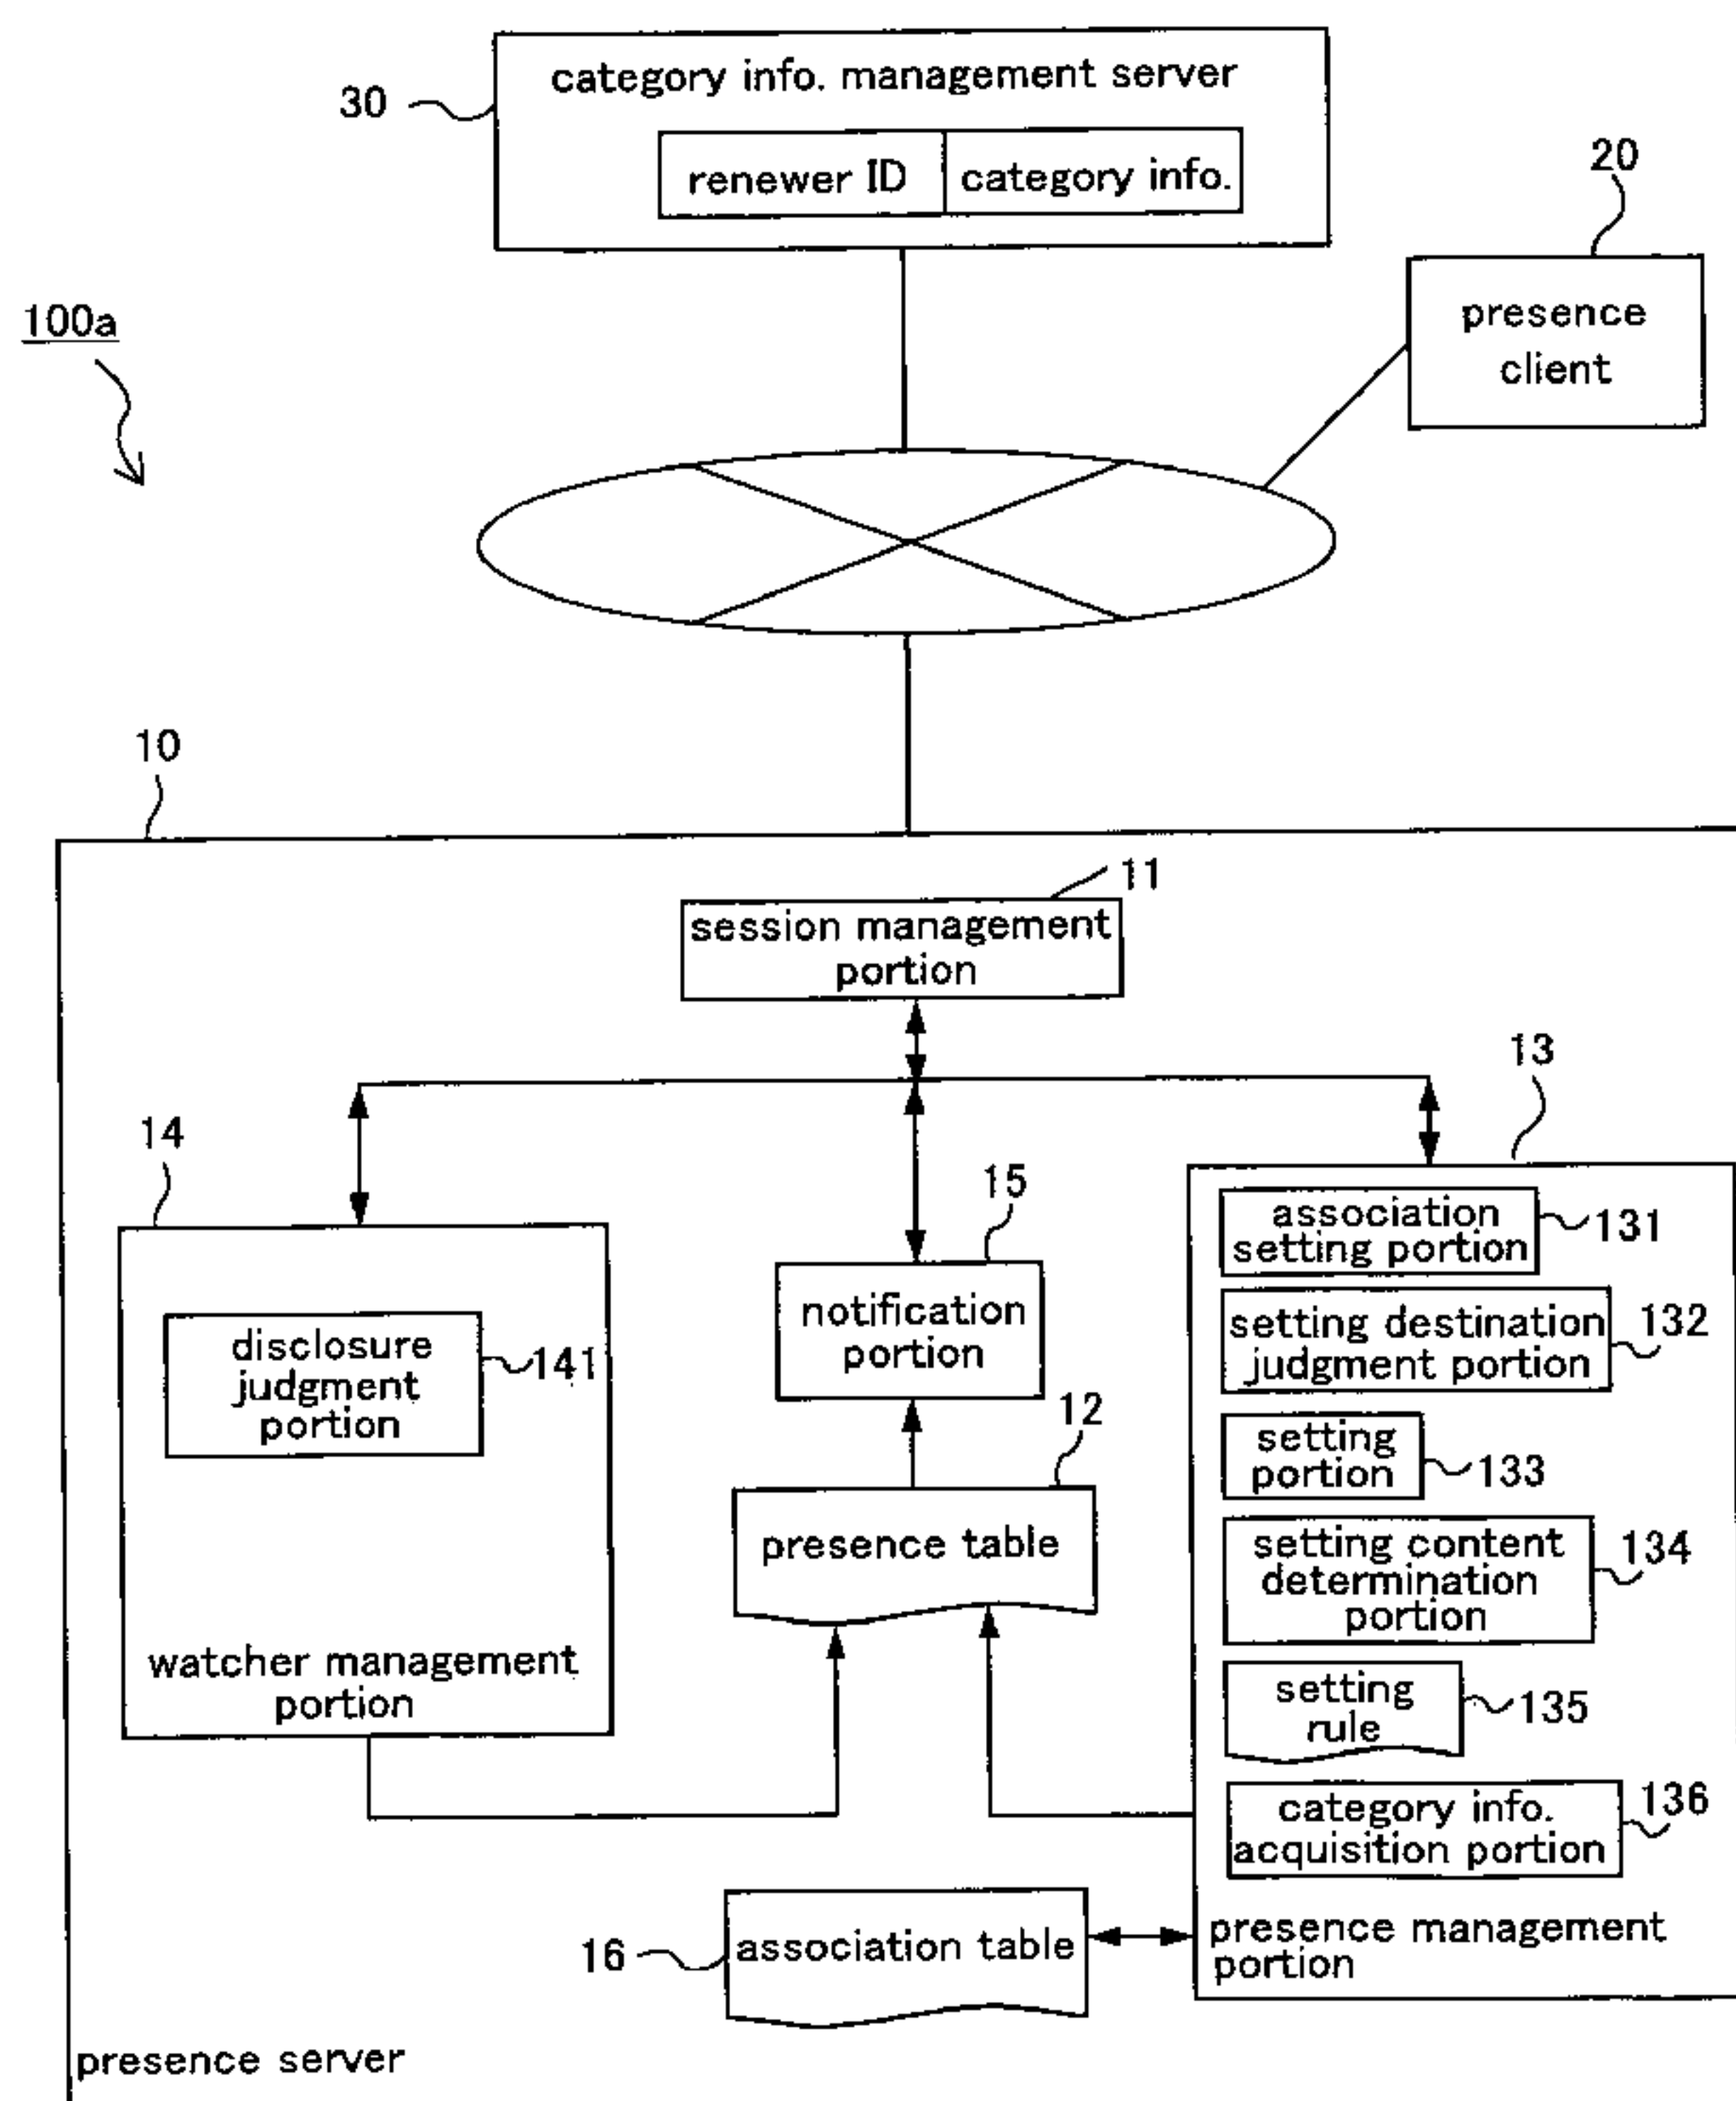 category info. management server
30
renewer ID
category info.
20
presence
client
100a
10
11
session management
portion
13
14
15
association
setting portion
131
notification
portion
setting destination
judgment portion
132
disclosure
judgment
portion
141
12
setting
portion
133
presence table
setting content
determination
portion
134
watcher management
portion
setting
rule
135
category info.
acquisition portion
136
16
association table
presence management
portion
presence server